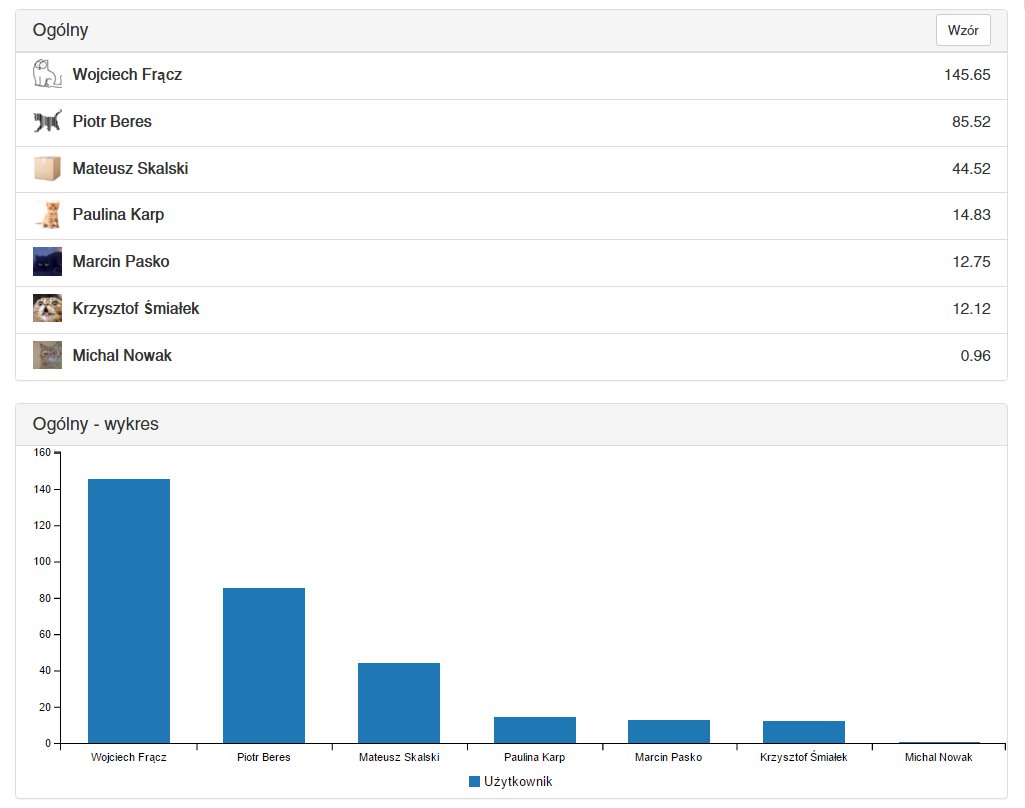 Ogólny Wzór
Wojciech Frącz 145.65
Piotr Beres 85.52
Mateusz Skalski 44.52
Paulina Karp 14.83
Marcin Pasko 12.75
Krzysztof Śmiałek 12.12
Michal Nowak 0.96
Ogólny - wykres
160
140
120
100
80
60
40
20
0
Wojciech Frącz Piotr Beres Mateusz Skalski Paulina Karp Marcin Pasko Krzysztof Śmiałek Michal Nowak
Użytkownik